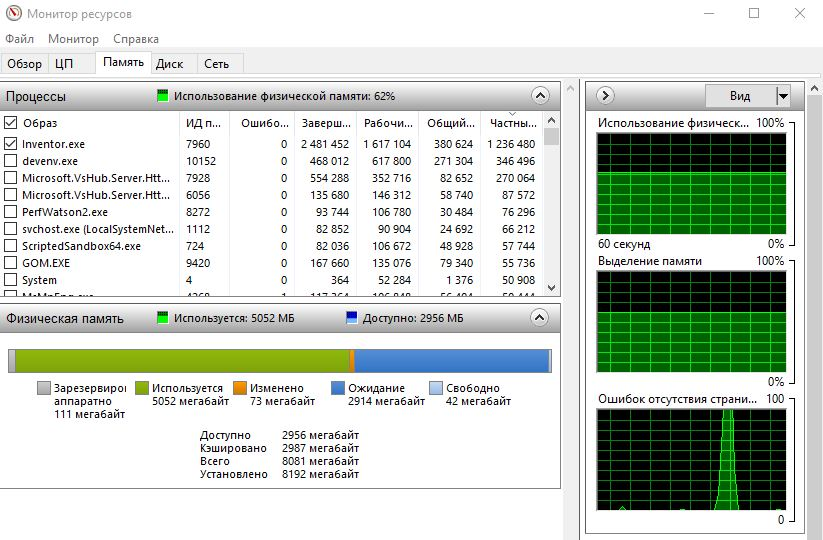 Монитор ресурсов
Файл Монитор Справка
Обзор ЦП Память Диск Сеть
Процессы Использование физической памяти: 62%
Образ ИД п... Ошибо... Заверш... Рабочи... Общий... Частны...
Inventor.exe 7960 0 2 481 452 1 617 104 380 624 1 236 480
devenv.exe 10152 0 468 012 617 800 271 304 346 496
Microsoft.VsHub.Server.Htt... 7928 0 554 288 352 716 82 652 270 064
Microsoft.VsHub.Server.Htt... 6056 0 135 680 146 312 58 740 87 572
PerfWatson2.exe 8272 0 93 744 106 780 30 484 76 296
svchost.exe (LocalSystemNet... 1112 0 82 852 90 904 24 692 66 212
ScriptedSandbox64.exe 724 0 82 036 106 672 48 928 57 744
GOM.EXE 9420 0 167 660 135 076 79 340 55 736
System 4 0 364 52 284 1 376 50 908
Физическая память Используется: 5052 МБ Доступно: 2956 МБ
Зарезервиров аппаратно 111 мегабайт
Используется 5052 мегабайт
Изменено 73 мегабайт
Ожидание 2914 мегабайт
Свободно 42 мегабайт
Доступно 2956 мегабайт
Кэшировано 2987 мегабайт
Всего 8081 мегабайт
Установлено 8192 мегабайт
Вид
Использование физическ... 100%
60 секунд 0%
Выделение памяти 100%
0%
Ошибок отсутствия страни... 100
0